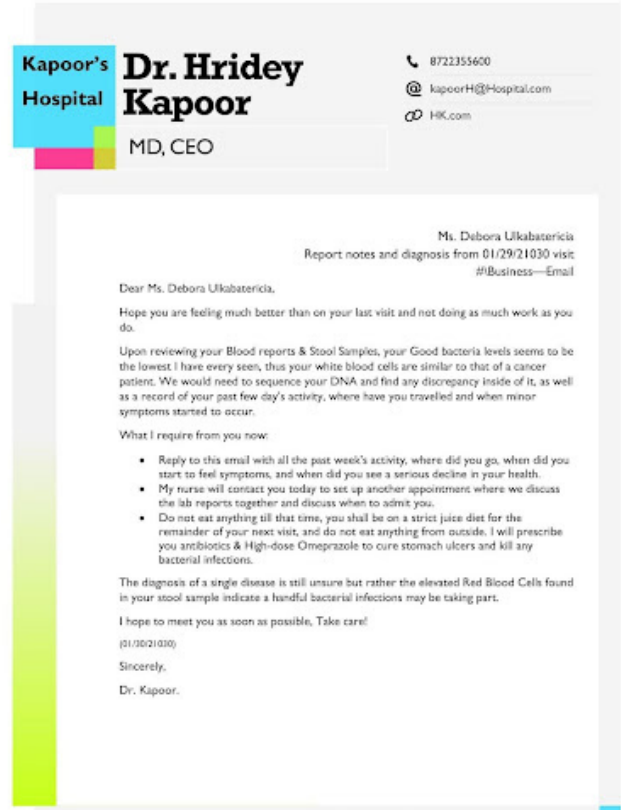 Kapoor's
Hospital
Dr. Hridey
Kapoor
MD, CEO
8722355600
kapoorH@Hospital.com
HK.com
Ms. Debora Ulkabatericia
Report notes and diagnosis from 01/29/21030 visit
#\Business—Email
Dear Ms. Debora Ulkabatericia,
Hope you are feeling much better than on your last visit and not doing as much work as you
do.
Upon reviewing your Blood reports & Stool Samples, your Good bacteria levels seems to be
the lowest I have every seen, thus your white blood cells are similar to that of a cancer
patient. We would need to sequence your DNA and find any discrepancy inside of it, as well
as a record of your past few day's activity, where have you travelled and when minor
symptoms started to occur.
What I require from you now:
• Reply to this email with all the past week's activity, where did you go, when did you
start to feel symptoms, and when did you see a serious decline in your health.
• My nurse will contact you today to set up another appointment where we discuss
the lab reports together and discuss when to admit you.
• Do not eat anything till that time, you shall be on a strict juice diet for the
remainder of your next visit, and do not eat anything from outside. I will prescribe
you antibiotics & High-dose Omeprazole to cure stomach ulcers and kill any
bacterial infections.
The diagnosis of a single disease is still unsure but rather the elevated Red Blood Cells found
in your stool sample indicate a handful bacterial infections may be taking part.
I hope to meet you as soon as possible, Take care!
(01/30/21030)
Sincerely,
Dr. Kapoor.